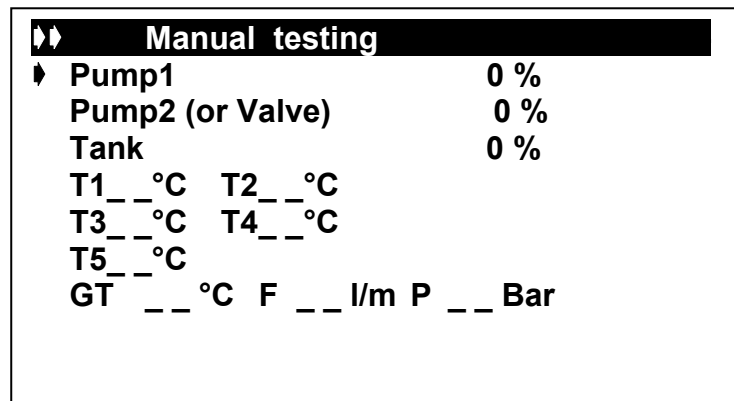 Manual testing
Pump1 0 %
Pump2 (or Valve) 0 %
Tank 0 %
T1_ _°C T2_ _°C
T3_ _°C T4_ _°C
T5_ _°C
GT _ _ °C F _ _ l/m P _ _ Bar